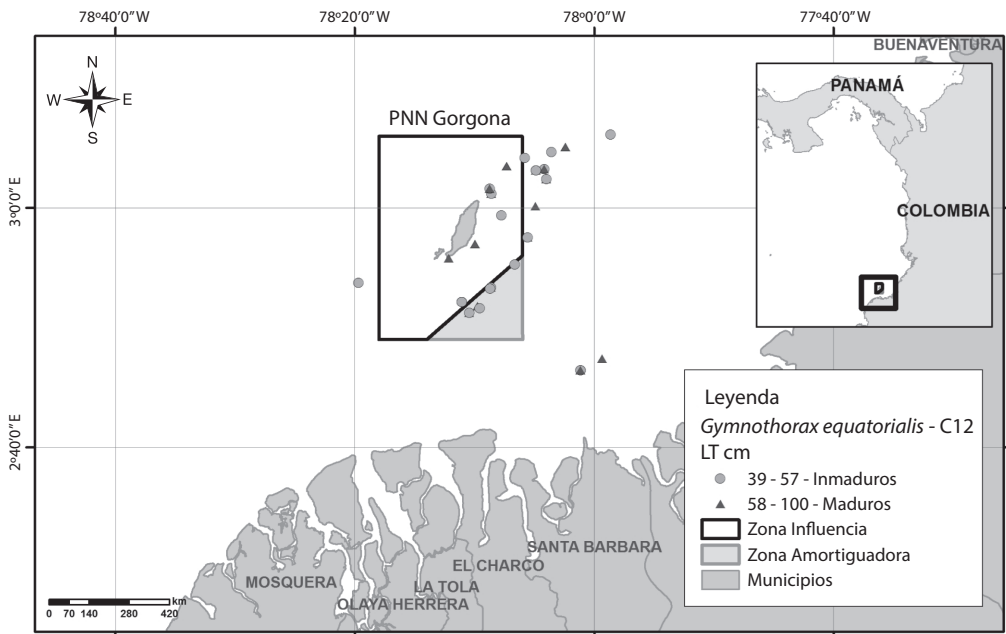 78º40'0"W 78º20'0"W 78º0'0"W 77º40'0"W
BUENAVENTURA
N
W E
S
PANAMÁ
PNN Gorgona
3º0'0" E
COLOMBIA
Leyenda
Gymnothorax equatorialis - C12
LT cm
39 - 57 - Inmaduros
58 - 100 - Maduros
Zona Influencia
Zona Amortiguadora
Municipios
2º40'0" E
SANTA BARBARA
EL CHARCO
MOSQUERA
LA TOLA
OLAYA HERRERA
km
0 70 140 280 420